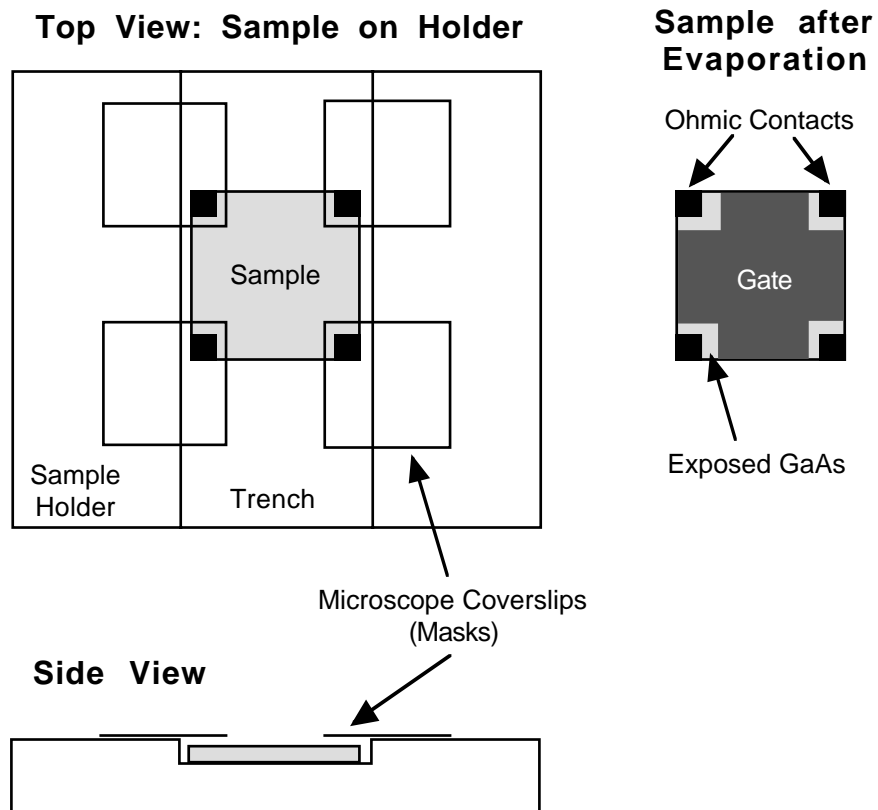 Top View: Sample on Holder
Sample after
Evaporation
Ohmic Contacts
Sample
Gate
Exposed GaAs
Sample
Holder
Trench
Microscope Coverslips
(Masks)
Side View